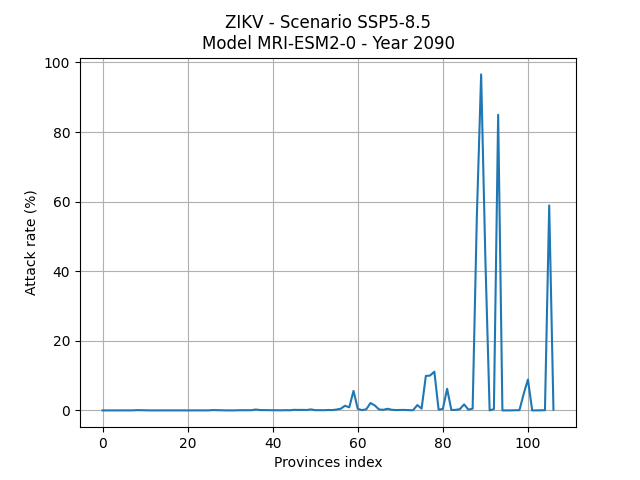 ZIKV - Scenario SSP5-8.5
Model MRI-ESM2-0 - Year 2090
100
80
60
40
20
0
Attack rate (%)
0 20 40 60 80 100
Provinces index